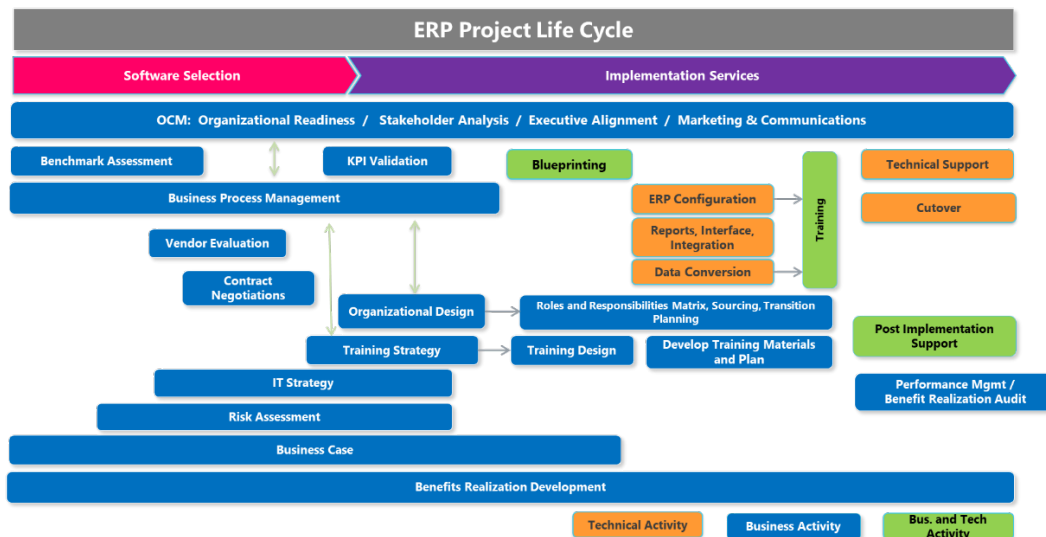 ERP Project Life Cycle
Software Selection
Implementation Services
OCM: Organizational Readiness / Stakeholder Analysis / Executive Alignment / Marketing & Communications
Benchmark Assessment
KPI Validation
Blueprinting
Technical Support
Business Process Management
ERP Configuration
Training
Cutover
Vendor Evaluation
Reports, Interface,
Integration
Contract
Negotiations
Data Conversion
Organizational Design
Roles and Responsibilities Matrix, Sourcing, Transition
Planning
Post Implementation
Support
Training Strategy
Training Design
Develop Training Materials
and Plan
IT Strategy
Performance Mgmt /
Benefit Realization Audit
Risk Assessment
Business Case
Benefits Realization Development
Technical Activity
Business Activity
Bus. and Tech
Activity